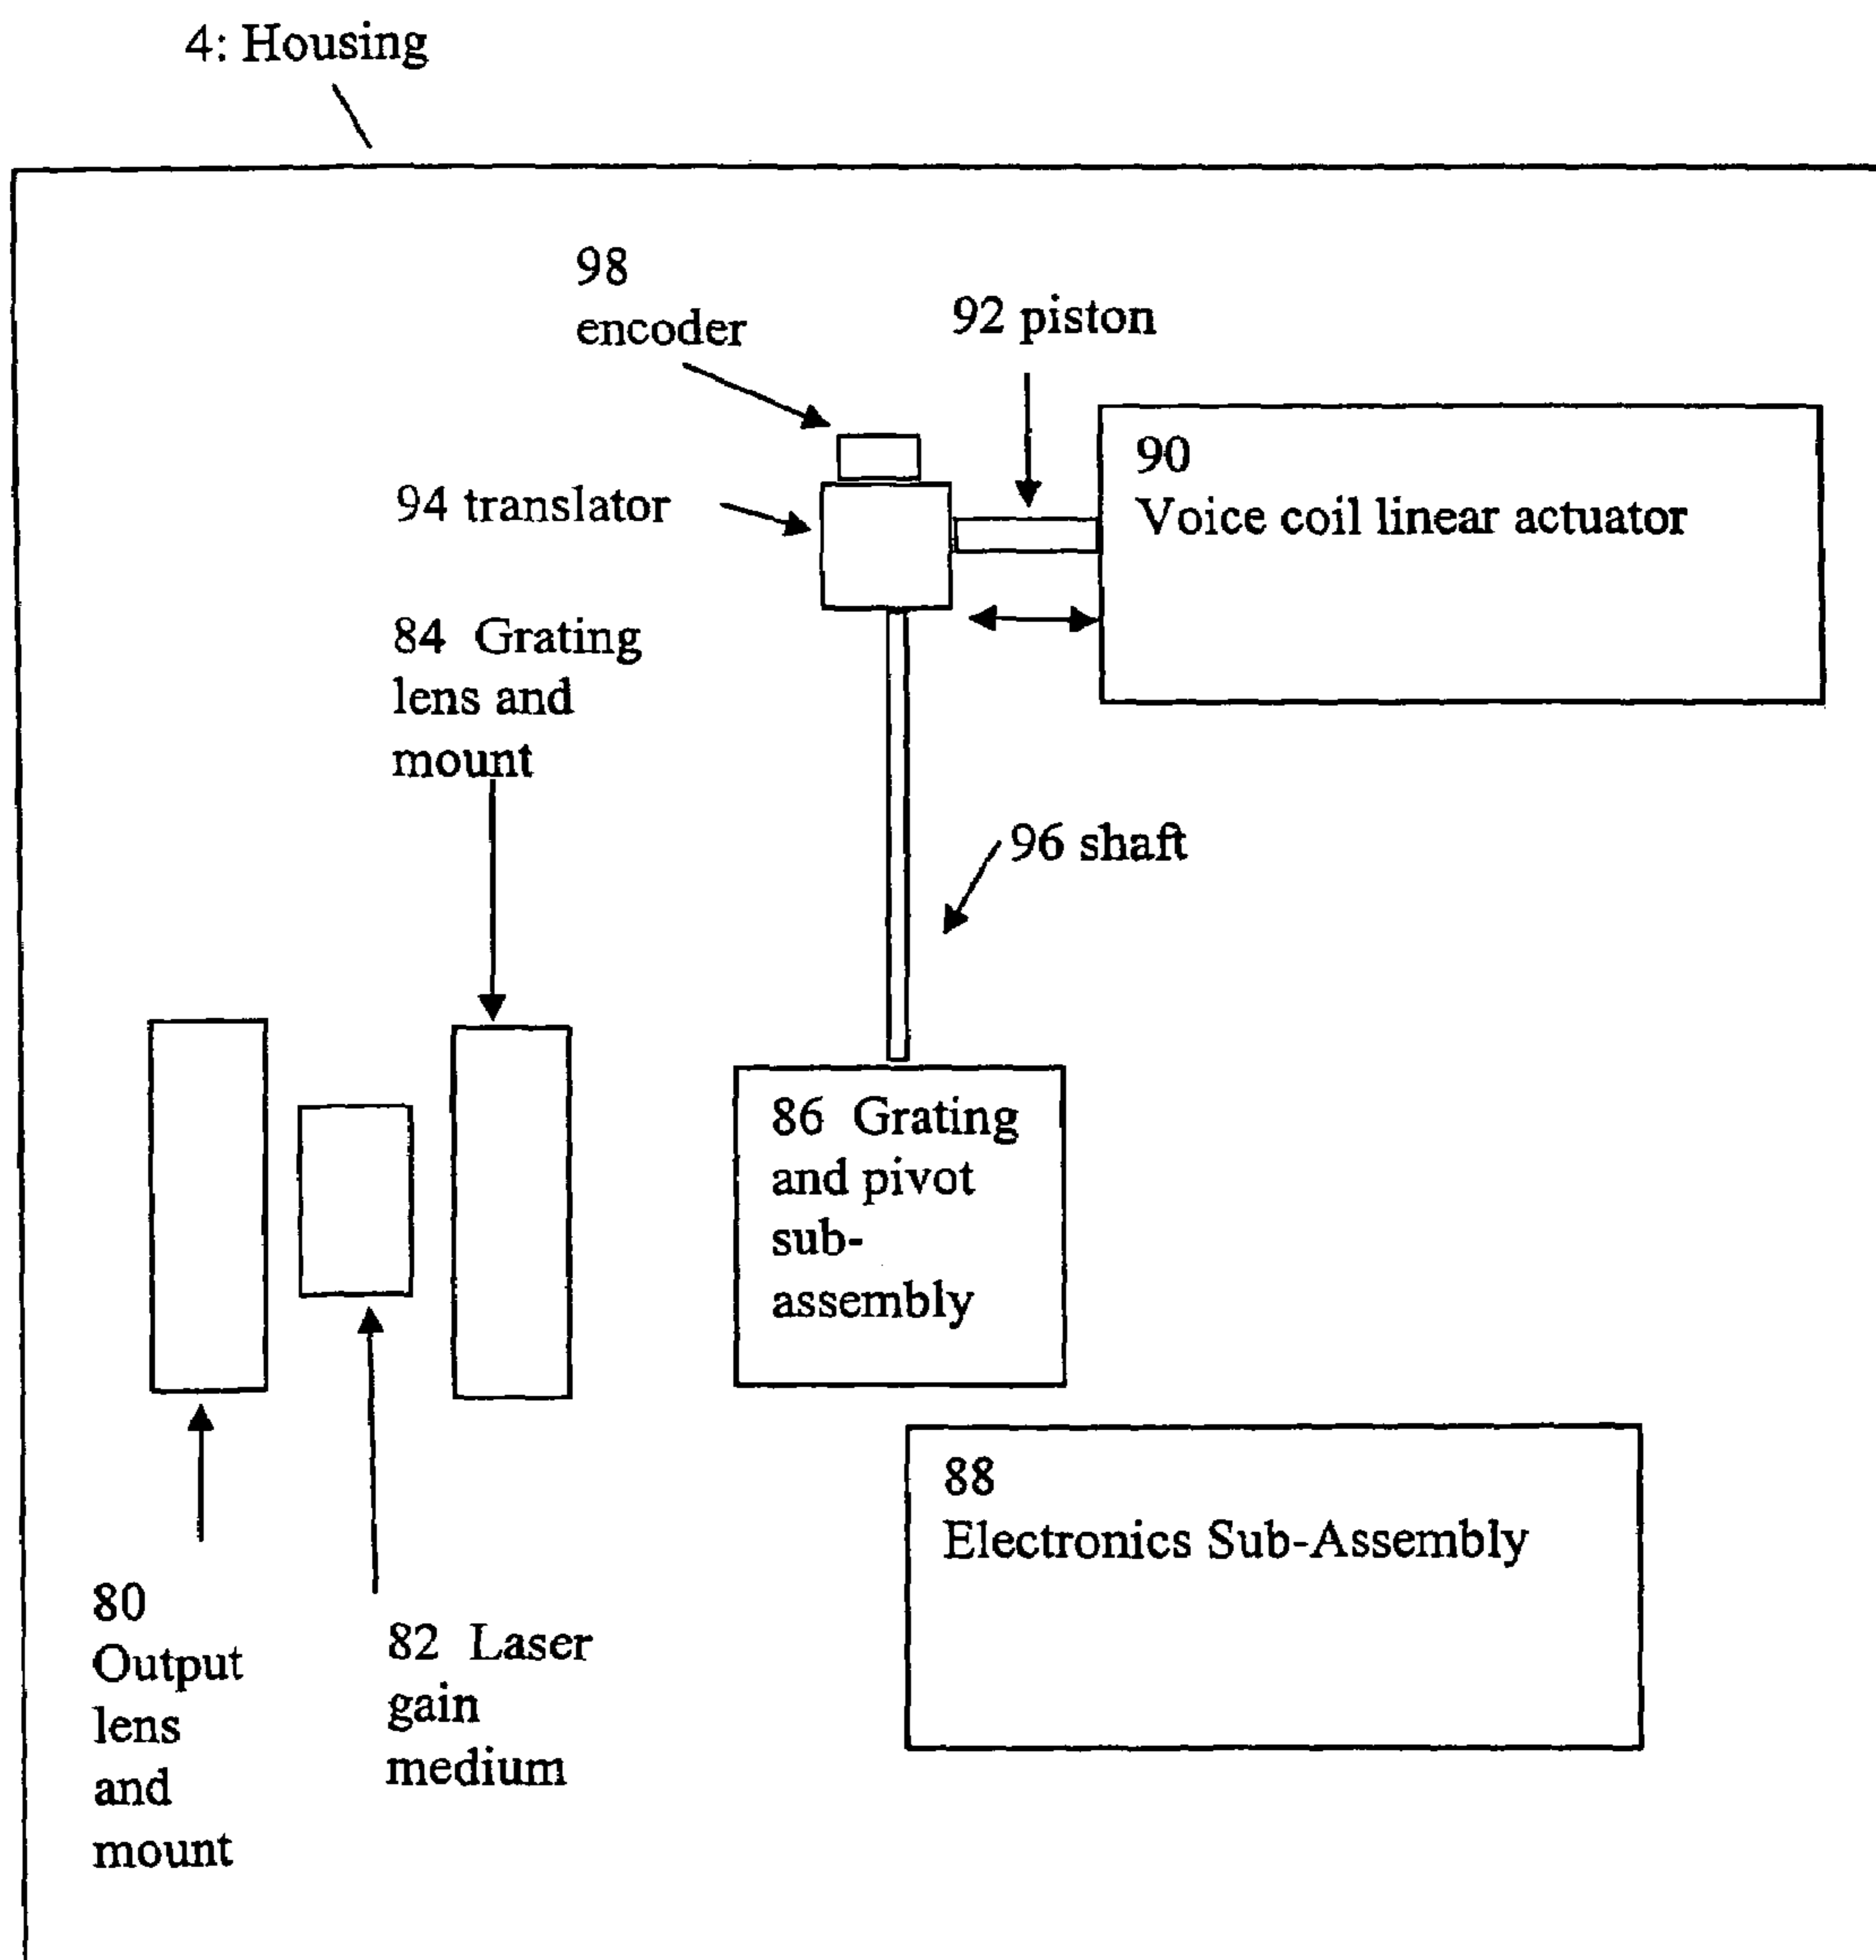 4: Housing
98
encoder
92 piston
90
Voice coil linear actuator
94 translator
84 Grating
lens and
mount
96 shaft
86 Grating
and pivot
sub-
assembly
88
Electronics Sub-Assembly
80
Output
lens
and
mount
82 Laser
gain
medium